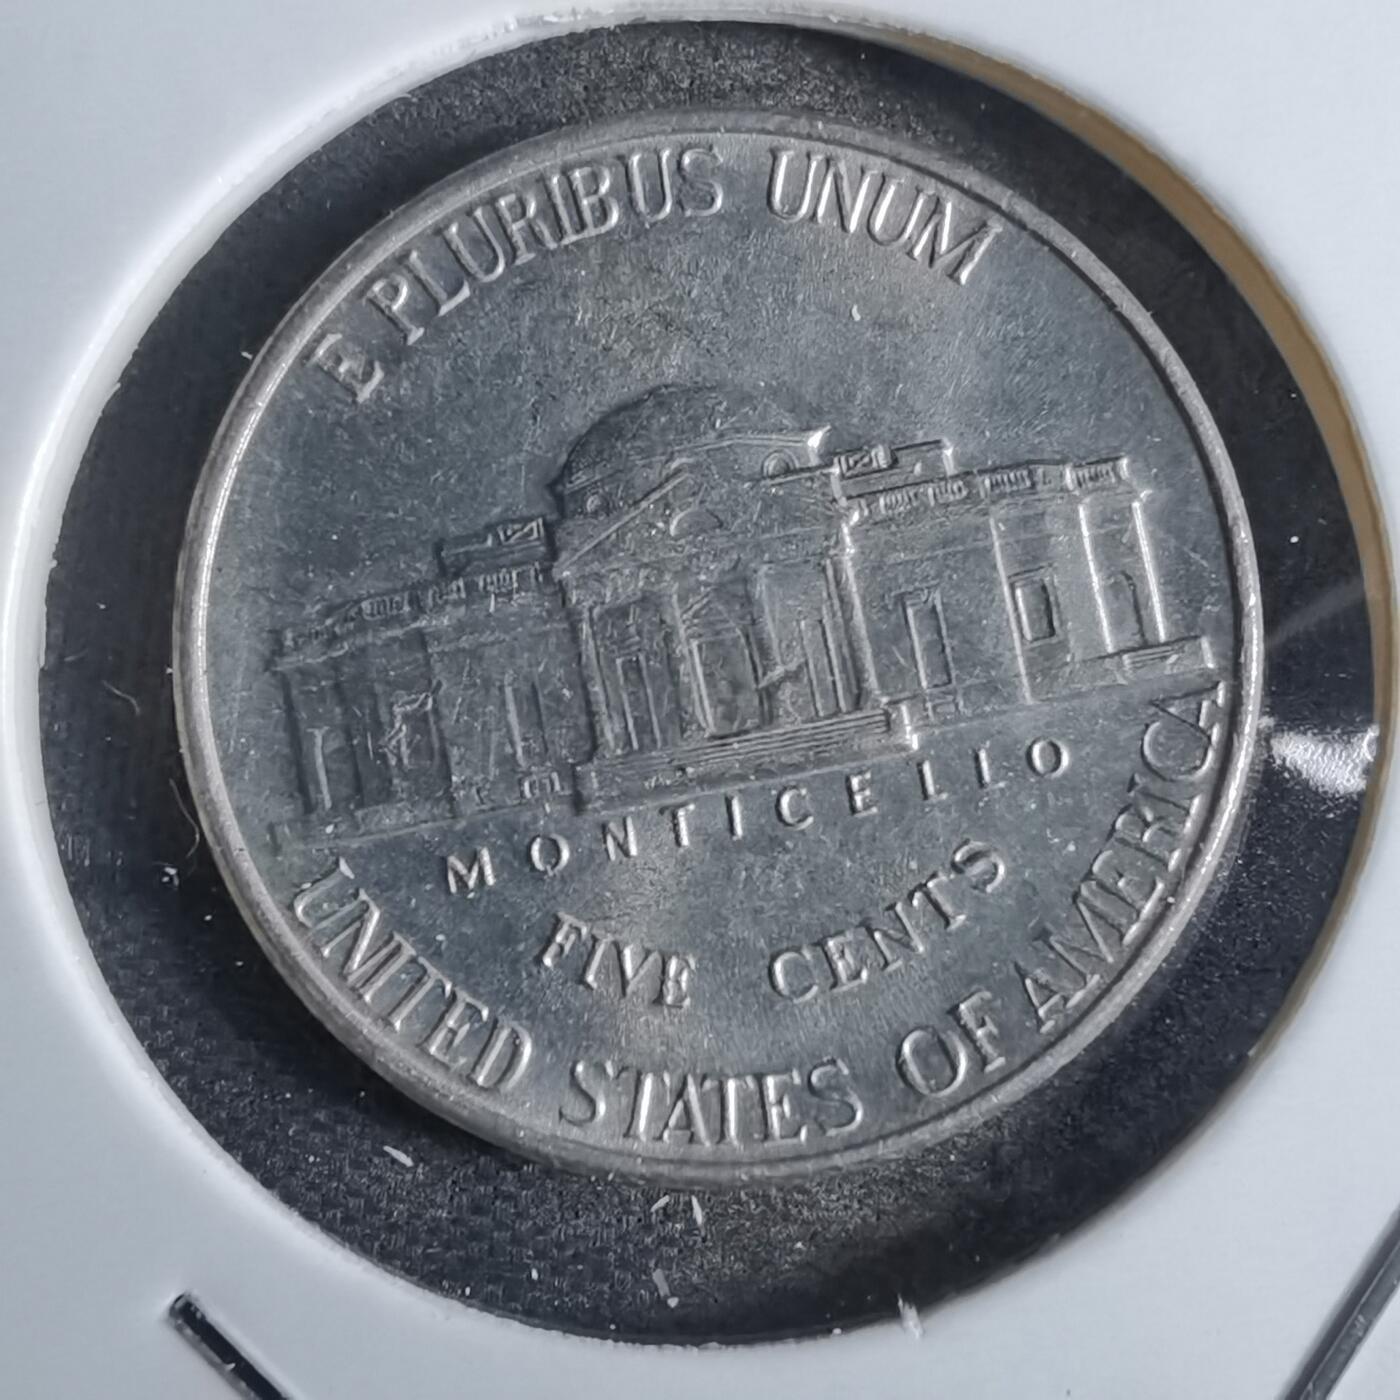 E PLURIBUS UNUM
MONTICELLO
FIVE CENTS
UNITED STATES OF AMERICA